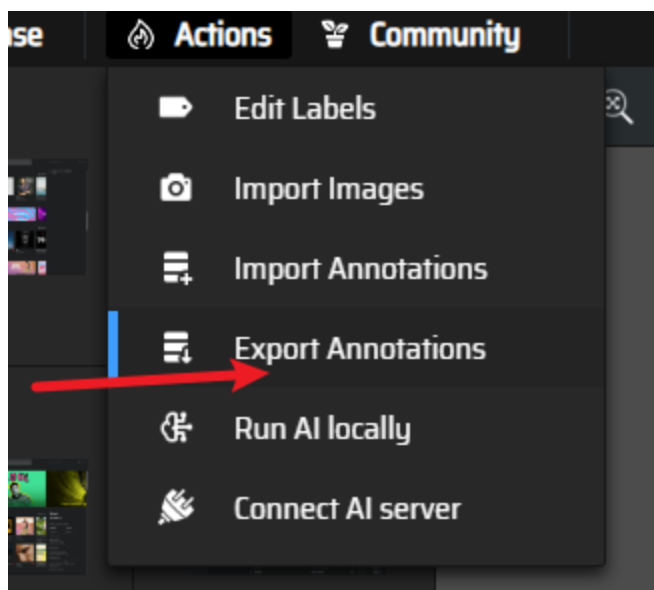 Actions Community
Edit Labels
Import Images
Import Annotations
Export Annotations
Run AI locally
Connect AI server